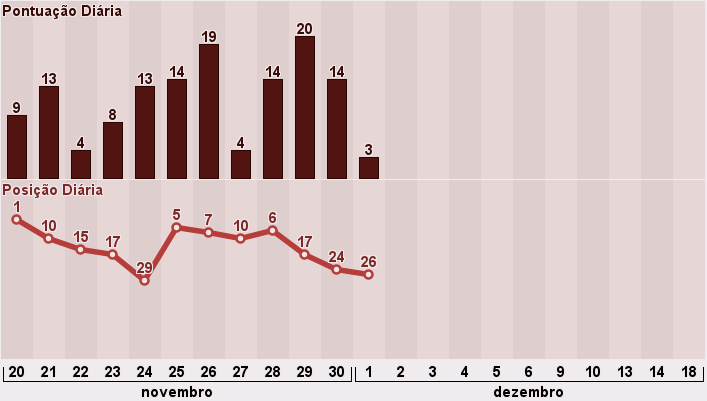 Pontuação Diária
9 13 4 8 13 14 19 4 14 20 14 3
Posição Diária
1 10 15 17 29 5 7 10 6 17 24 26
20 21 22 23 24 25 26 27 28 29 30 1 2 3 4 5 6 9 10 13 14 18
novembro dezembro